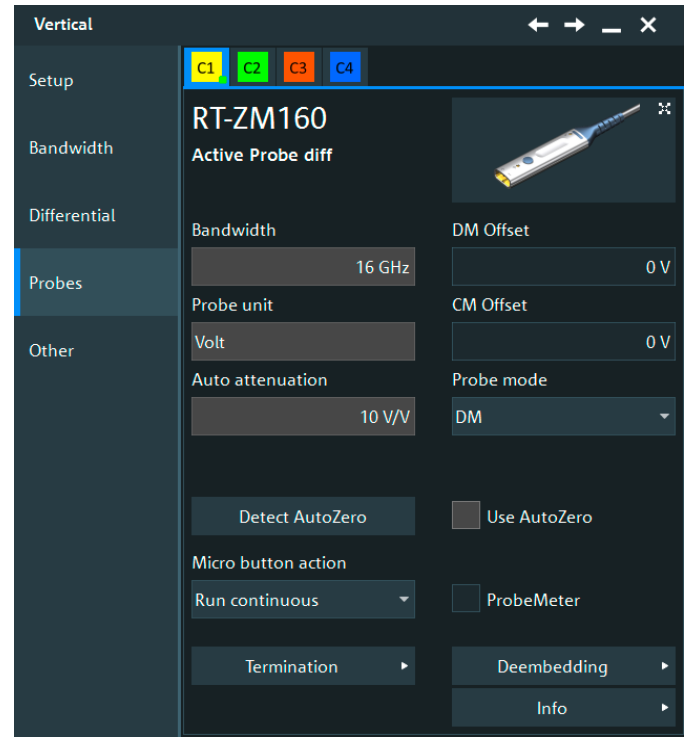 Vertical
Setup
Bandwidth
Differential
Probes
Other
C1 C2 C3 C4
RT-ZM160
Active Probe diff
Bandwidth DM Offset
16 GHz 0 V
Probe unit CM Offset
Volt 0 V
Auto attenuation Probe mode
10 V/V DM
Detect AutoZero Use AutoZero
Micro button action
Run continuous ProbeMeter
Termination Deembedding
Info